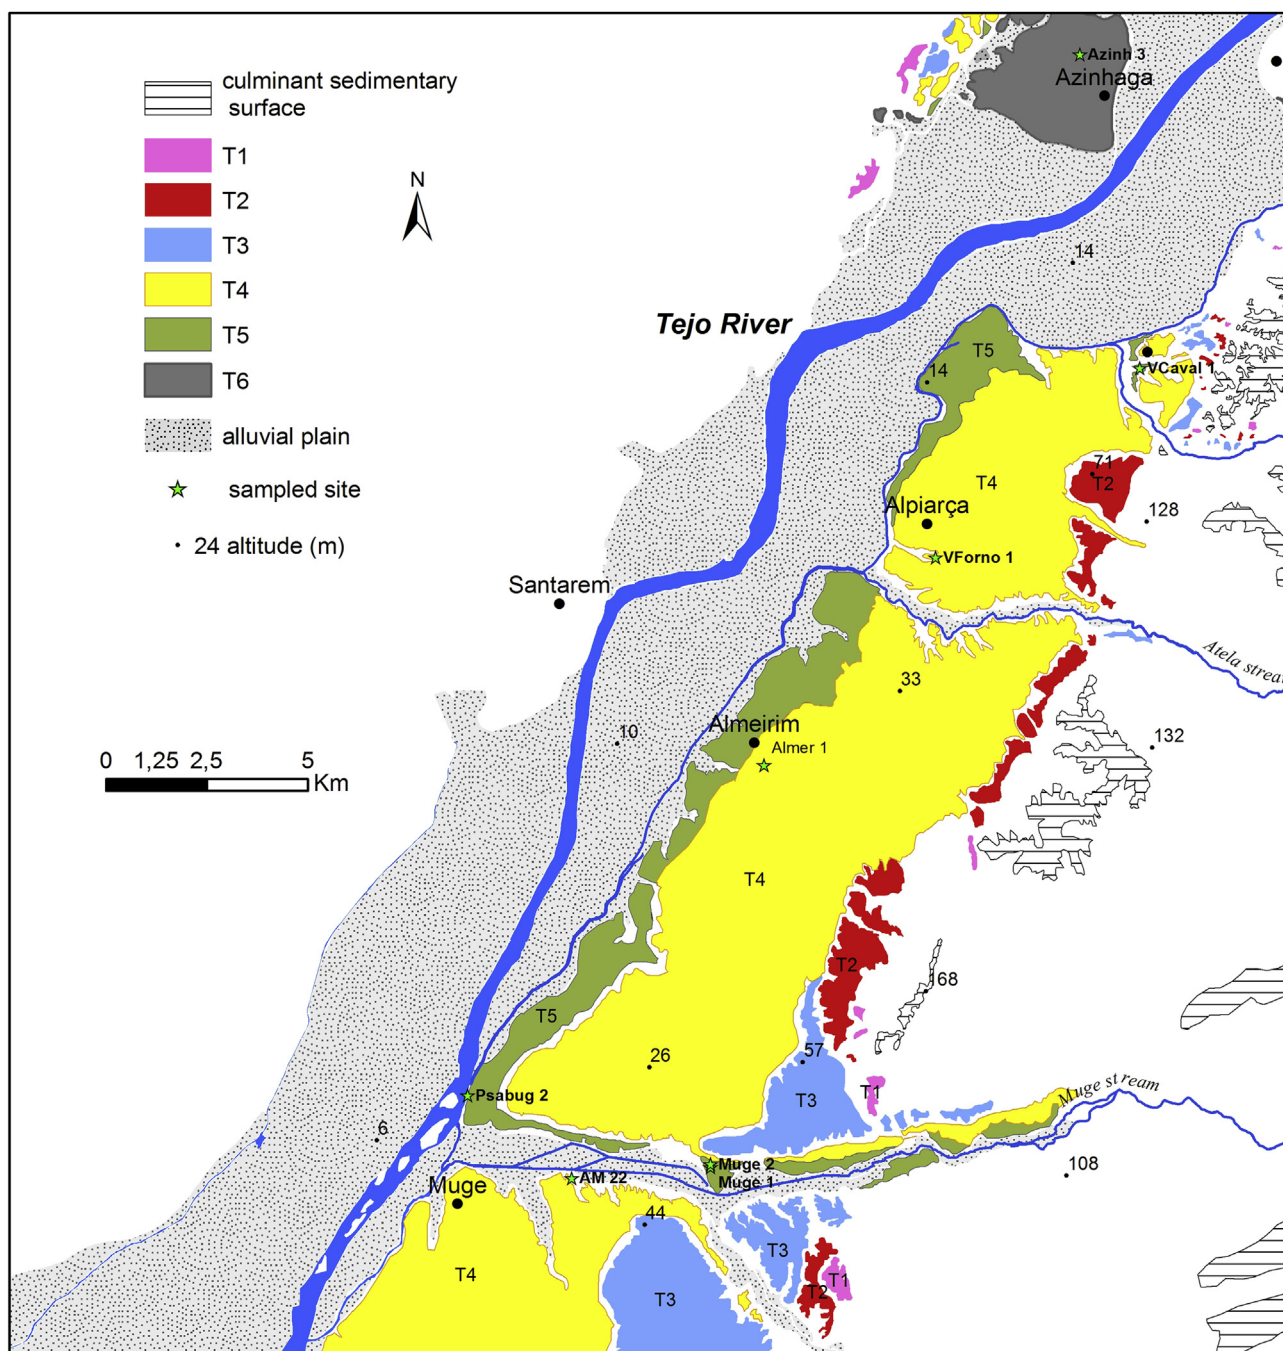 culminant sedimentary
surface
T1
T2
T3
T4
T5
T6
alluvial plain
sampled site
24 altitude (m)
N
Azinh 3
Azinhaga
14
Tejo River
T5
14
VCaval 1
T4
71
T2
Alpiarça
128
VForno 1
Santarem
Atela strea
33
10
Almeirim
Almer 1
132
0 1,25 2,5 5
Km
T4
T2
168
T5
26
57
T3
T1
Muge stream
Psabug 2
6
Muge 2
Muge 1
108
AM 22
Muge
44
T3
T4
T3
T2
T1